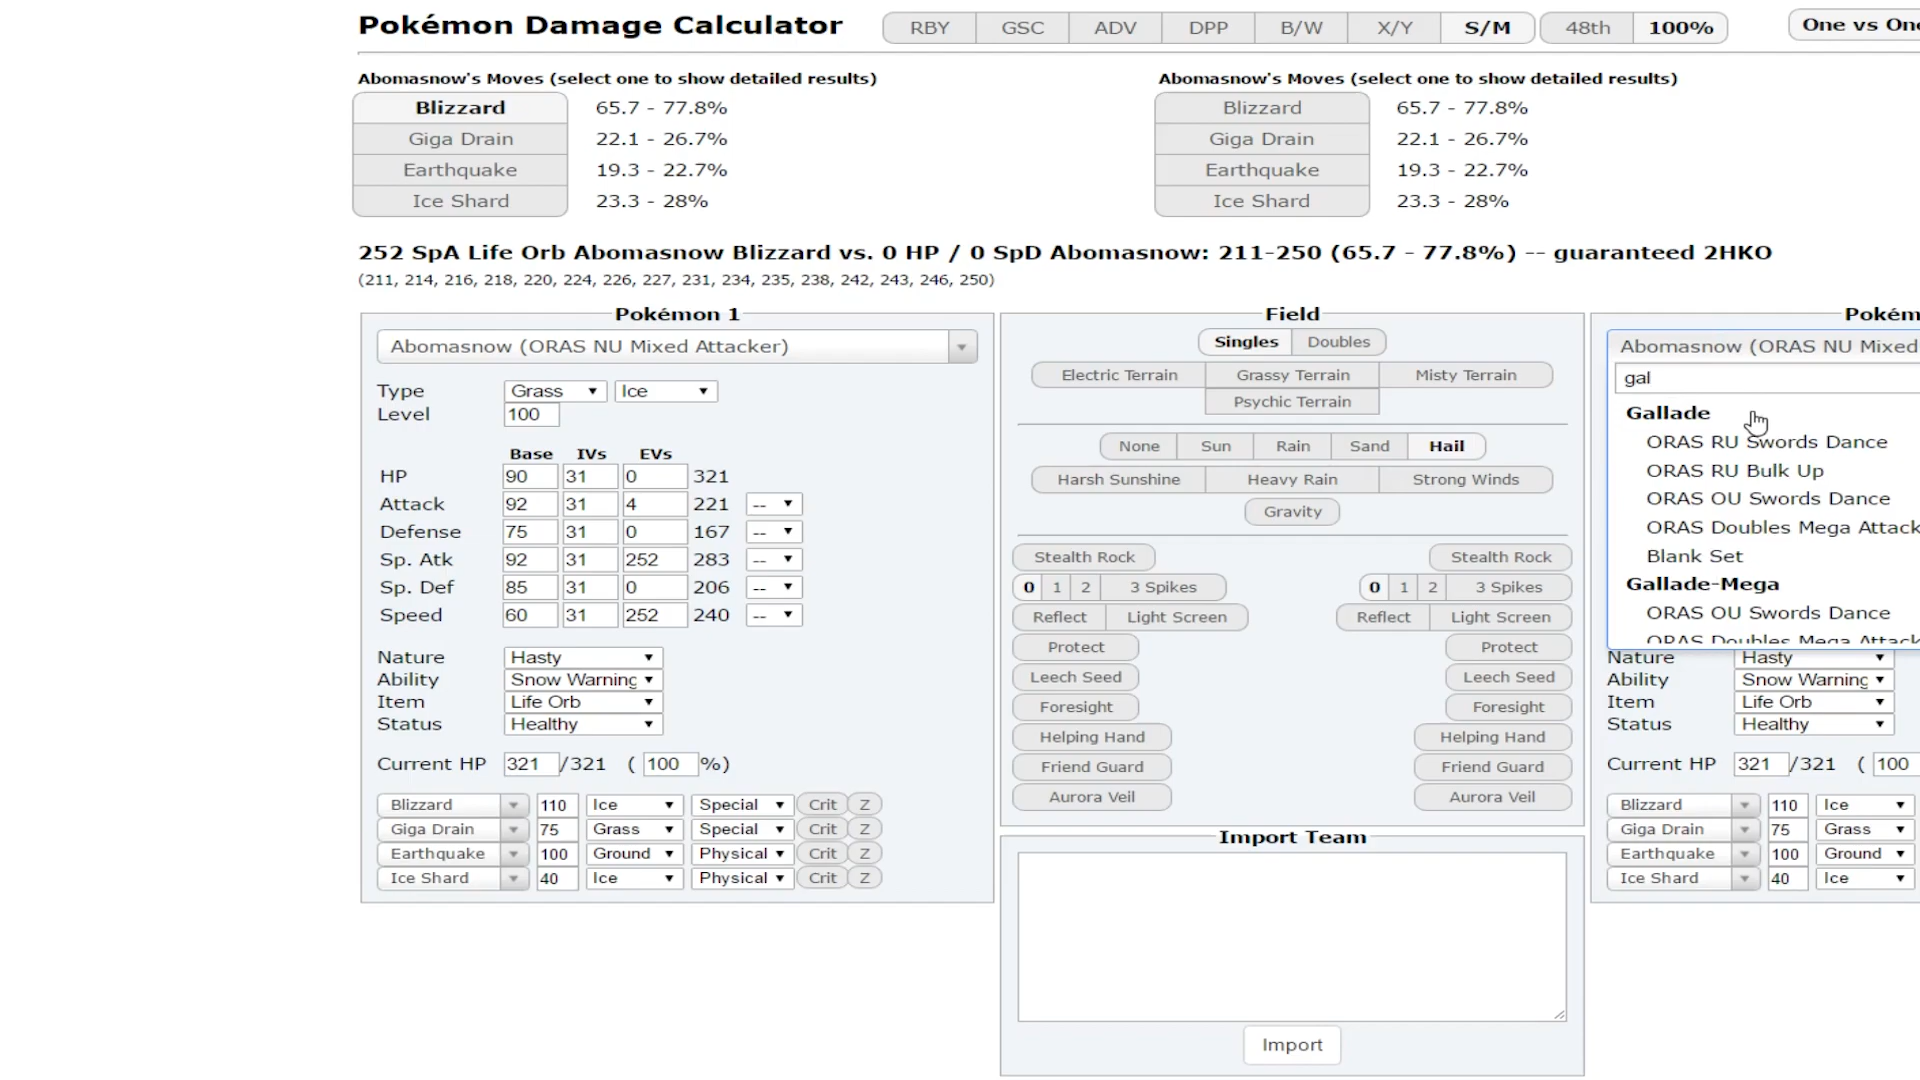 Pokémon Damage Calculator RBY GSC ADV DPP B/W X/Y S/M 48th 100% One vs One
Abomasnow's Moves (select one to show detailed results) Abomasnow's Moves (select one to show detailed results)
Blizzard 65.7 - 77.8% Blizzard 65.7 - 77.8%
Giga Drain 22.1 - 26.7% Giga Drain 22.1 - 26.7%
Earthquake 19.3 - 22.7% Earthquake 19.3 - 22.7%
Ice Shard 23.3 - 28% Ice Shard 23.3 - 28%
252 SpA Life Orb Abomasnow Blizzard vs. 0 HP / 0 SpD Abomasnow: 211-250 (65.7 - 77.8%) -- guaranteed 2HKO
(211, 214, 216, 218, 220, 224, 226, 227, 231, 234, 235, 238, 242, 243, 246, 250)
Pokémon 1
Abomasnow (ORAS NU Mixed Attacker)
Type Grass Ice
Level 100
Base IVs EVs
HP 90 31 0 321
Attack 92 31 4 221 --
Defense 75 31 0 167 --
Sp. Atk 92 31 252 283 --
Sp. Def 85 31 0 206 --
Speed 60 31 252 240 --
Nature Hasty
Ability Snow Warning
Item Life Orb
Status Healthy
Current HP 321 /321 ( 100 %)
Blizzard 110 Ice Special Crit Z
Giga Drain 75 Grass Special Crit Z
Earthquake 100 Ground Physical Crit Z
Ice Shard 40 Ice Physical Crit Z
Field
Singles Doubles
Electric Terrain Grassy Terrain Misty Terrain
Psychic Terrain
None Sun Rain Sand Hail
Harsh Sunshine Heavy Rain Strong Winds
Gravity
Stealth Rock Stealth Rock
0 1 2 3 Spikes 0 1 2 3 Spikes
Reflect Light Screen Reflect Light Screen
Protect Protect
Leech Seed Leech Seed
Foresight Foresight
Helping Hand Helping Hand
Friend Guard Friend Guard
Aurora Veil Aurora Veil
Import Team
Import
Pokém
Abomasnow (ORAS NU Mixed
gal
Gallade
ORAS RU Swords Dance
ORAS RU Bulk Up
ORAS OU Swords Dance
ORAS Doubles Mega Attack
Blank Set
Gallade-Mega
ORAS OU Swords Dance
ORAS Doubles Mega Attack
Nature Hasty
Ability Snow Warning
Item Life Orb
Status Healthy
Current HP 321 /321 ( 100
Blizzard 110 Ice
Giga Drain 75 Grass
Earthquake 100 Ground
Ice Shard 40 Ice